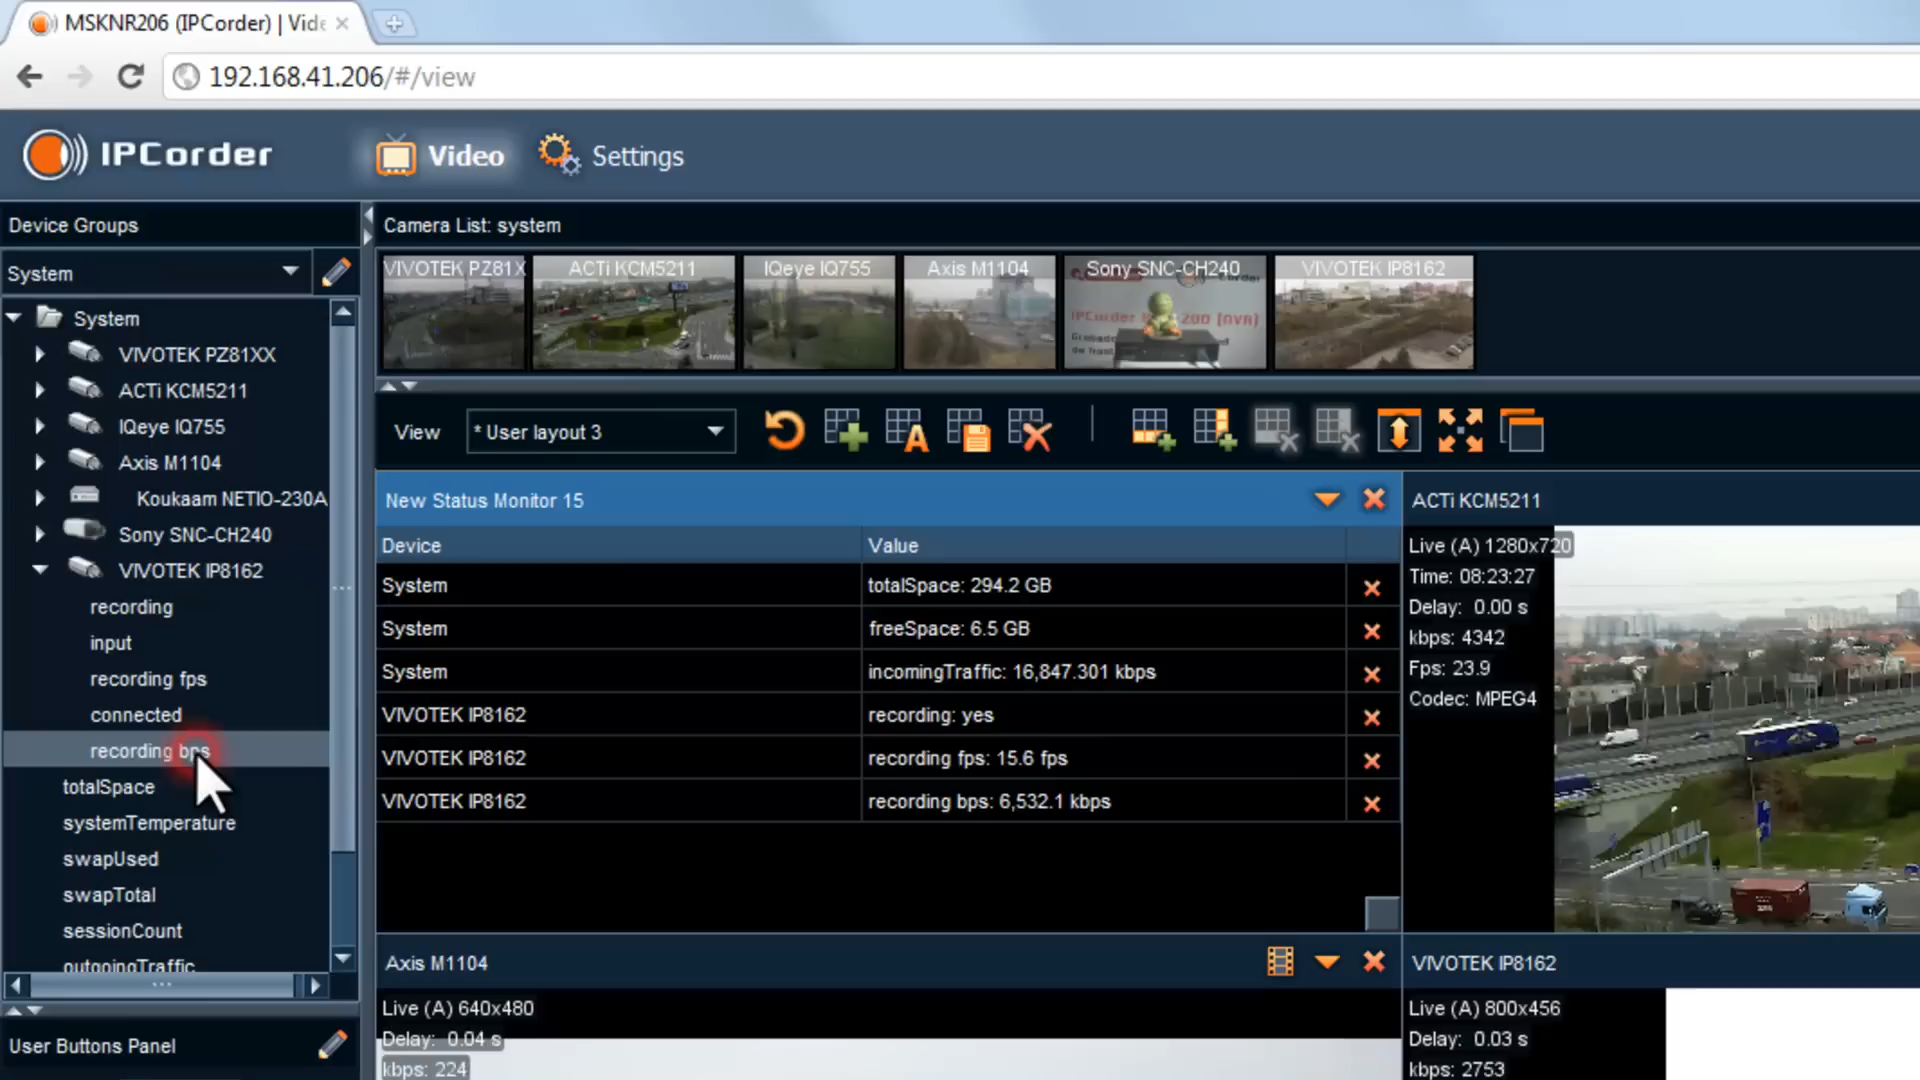 MSKNR206 (IPCorder) | Vide
192.168.41.206/#/view
IPCorder
Video
Settings
Device Groups
Camera List: system
System
VIVOTEK PZ81X
ACTi KCM5211
IQeye IQ755
Axis M1104
Sony SNC-CH240
VIVOTEK IP8162
System
VIVOTEK PZ81XX
ACTi KCM5211
IQeye IQ755
Axis M1104
Koukaam NETIO-230A
Sony SNC-CH240
VIVOTEK IP8162
recording
input
recording fps
connected
recording bps
totalSpace
systemTemperature
swapUsed
swapTotal
sessionCount
outgoingTraffic
User Buttons Panel
View
* User layout 3
New Status Monitor 15
Device Value
System totalSpace: 294.2 GB
System freeSpace: 6.5 GB
System incomingTraffic: 16,847.301 kbps
VIVOTEK IP8162 recording: yes
VIVOTEK IP8162 recording fps: 15.6 fps
VIVOTEK IP8162 recording bps: 6,532.1 kbps
ACTi KCM5211
Live (A) 1280x720
Time: 08:23:27
Delay: 0.00 s
kbps: 4342
Fps: 23.9
Codec: MPEG4
Axis M1104
Live (A) 640x480
Delay: 0.04 s
kbps: 224
VIVOTEK IP8162
Live (A) 800x456
Delay: 0.03 s
kbps: 2753